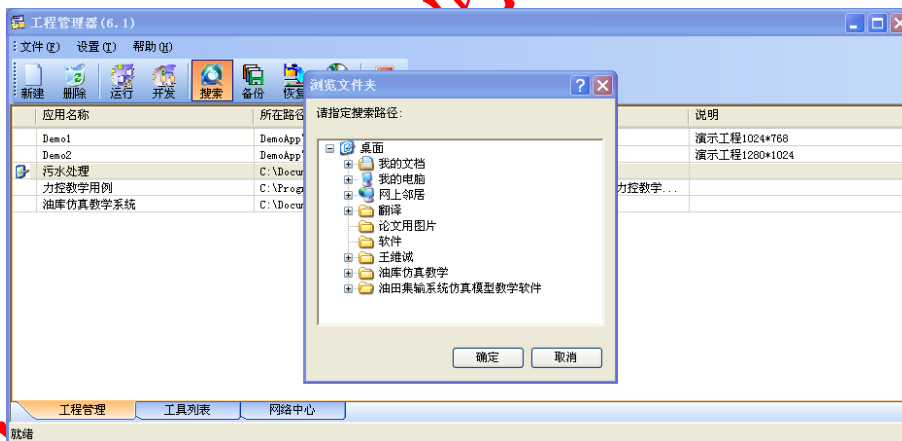 工程管理器(6.1)
文件(F) 设置(T) 帮助(H)
新建 删除 运行 开发 搜索 备份 恢复
应用名称 所在路径 说明
Demo1 DemoApp 演示工程1024*768
Demo2 DemoApp 演示工程1280*1024
污水处理 C:\Docum
力控教学用例 C:\Progr 力控教学...
油库仿真教学系统 C:\Docum
浏览文件夹
请指定搜索路径:
桌面
我的文档
我的电脑
网上邻居
翻译
论文用图片
软件
王维诚
油库仿真教学
油田集输系统仿真模型教学软件
确定 取消
工程管理 工具列表 网络中心
就绪